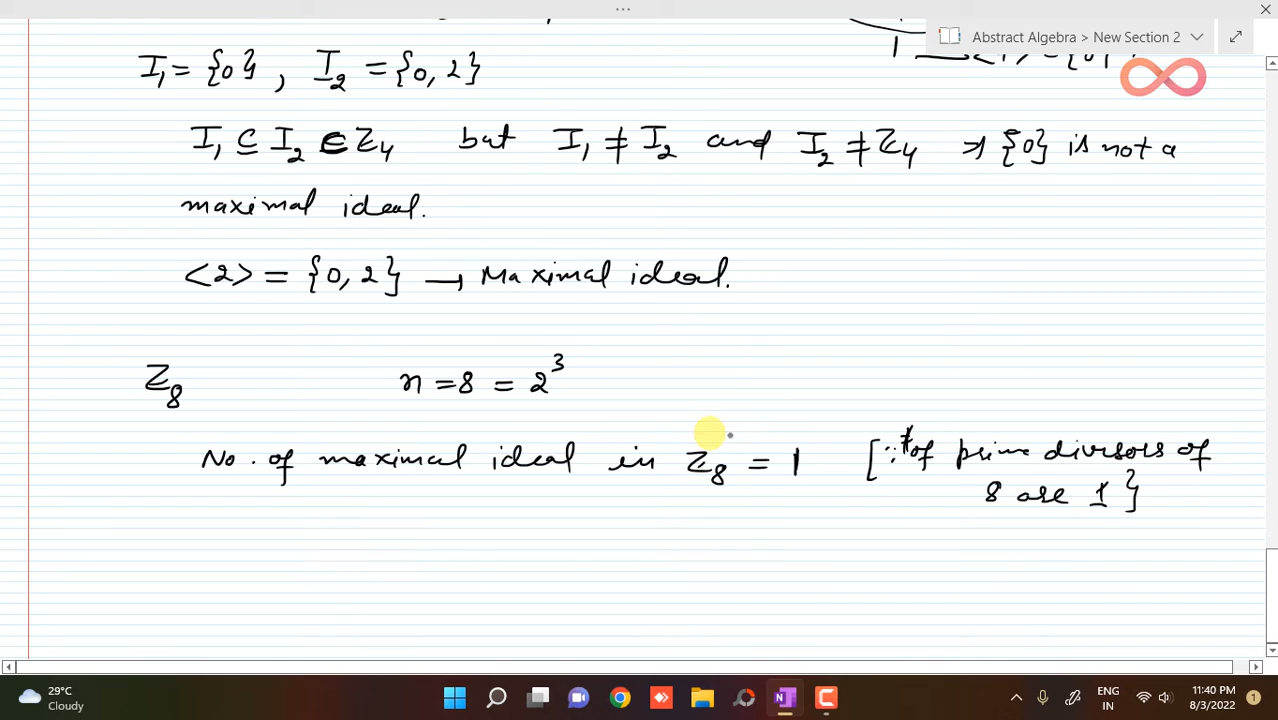 Abstract Algebra > New Section 2
I₁ = {0}, I₂ = {0, 2}
I₁ ⊆ I₂ ⊆ Z₄ but I₁ ≠ I₂ and I₂ ≠ Z₄ ⇒ {0} is not a
maximal ideal.
<2> = {0, 2} → Maximal ideal.
Z₈ n = 8 = 2³
No. of maximal ideal in Z₈ = 1 [∵ # of prime divisors of
8 are 1}
29°C
Cloudy
ENG
IN
11:40 PM
8/3/2022
1